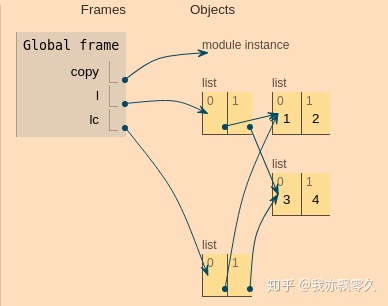 Frames Objects
Global frame
copy
l
lc
module instance
list
0 1
list
0 1
1 2
list
0 1
3 4
list
0 1
知乎 @我亦飘零久